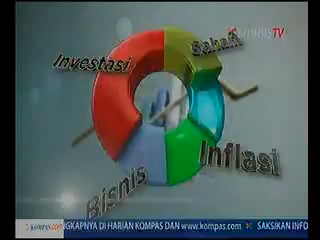 KOMPAS TV
Investasi
Saham
Inflasi
Bisnis
KOMPAS.com
GKAPNYA DI HARIAN KOMPAS DAN www.kompas.com
SAKSIKAN INFO